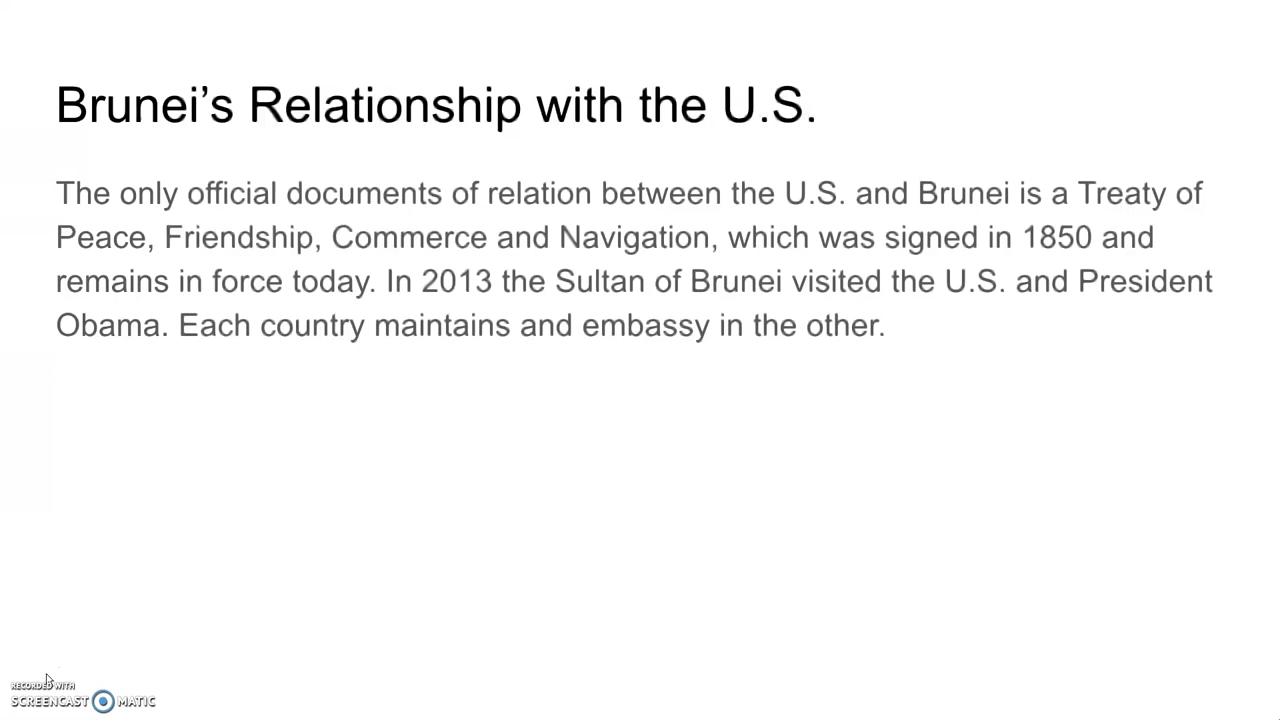 Brunei’s Relationship with the U.S.
The only official documents of relation between the U.S. and Brunei is a Treaty of
Peace, Friendship, Commerce and Navigation, which was signed in 1850 and
remains in force today. In 2013 the Sultan of Brunei visited the U.S. and President
Obama. Each country maintains and embassy in the other.
RECORDED WITH
SCREENCAST MATIC